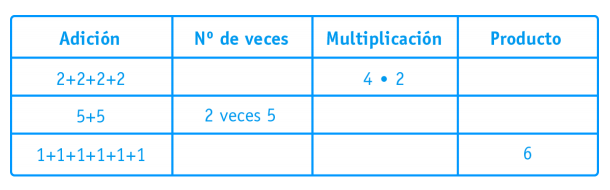 Adición Nº de veces Multiplicación Producto
2+2+2+2 4 • 2
5+5 2 veces 5
1+1+1+1+1+1 6